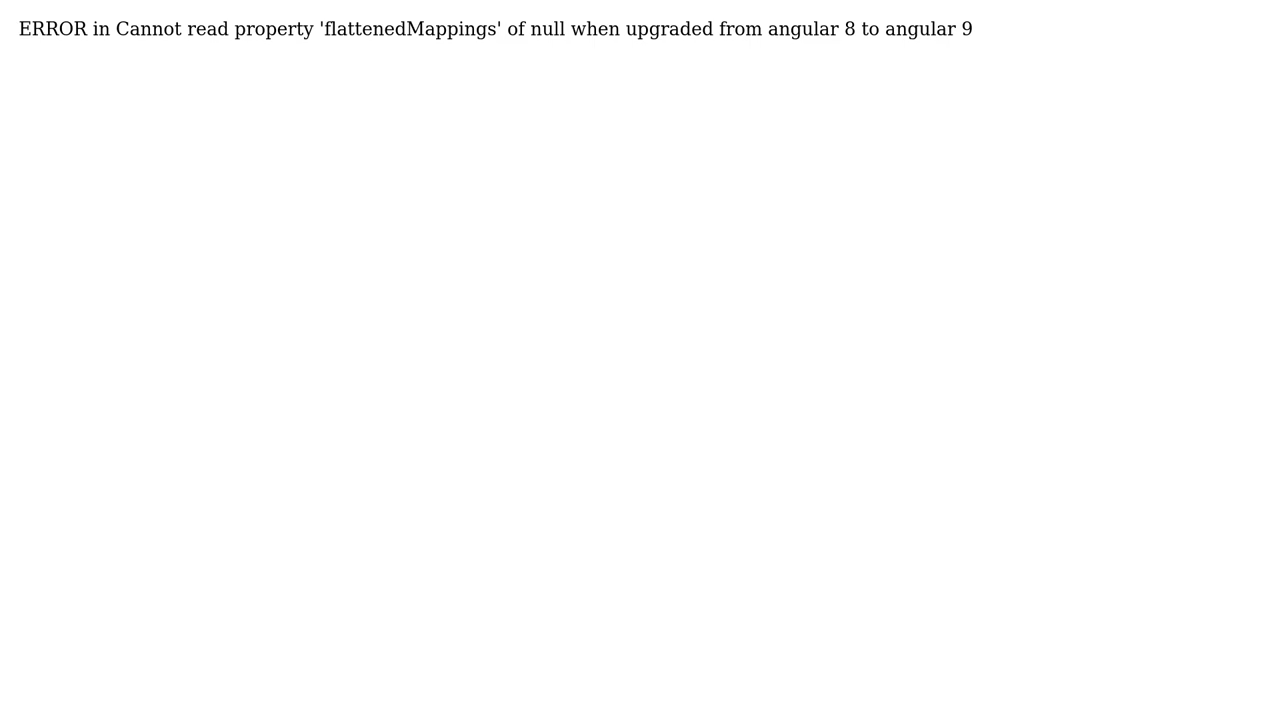 ERROR in Cannot read property 'flattenedMappings' of null when upgraded from angular 8 to angular 9